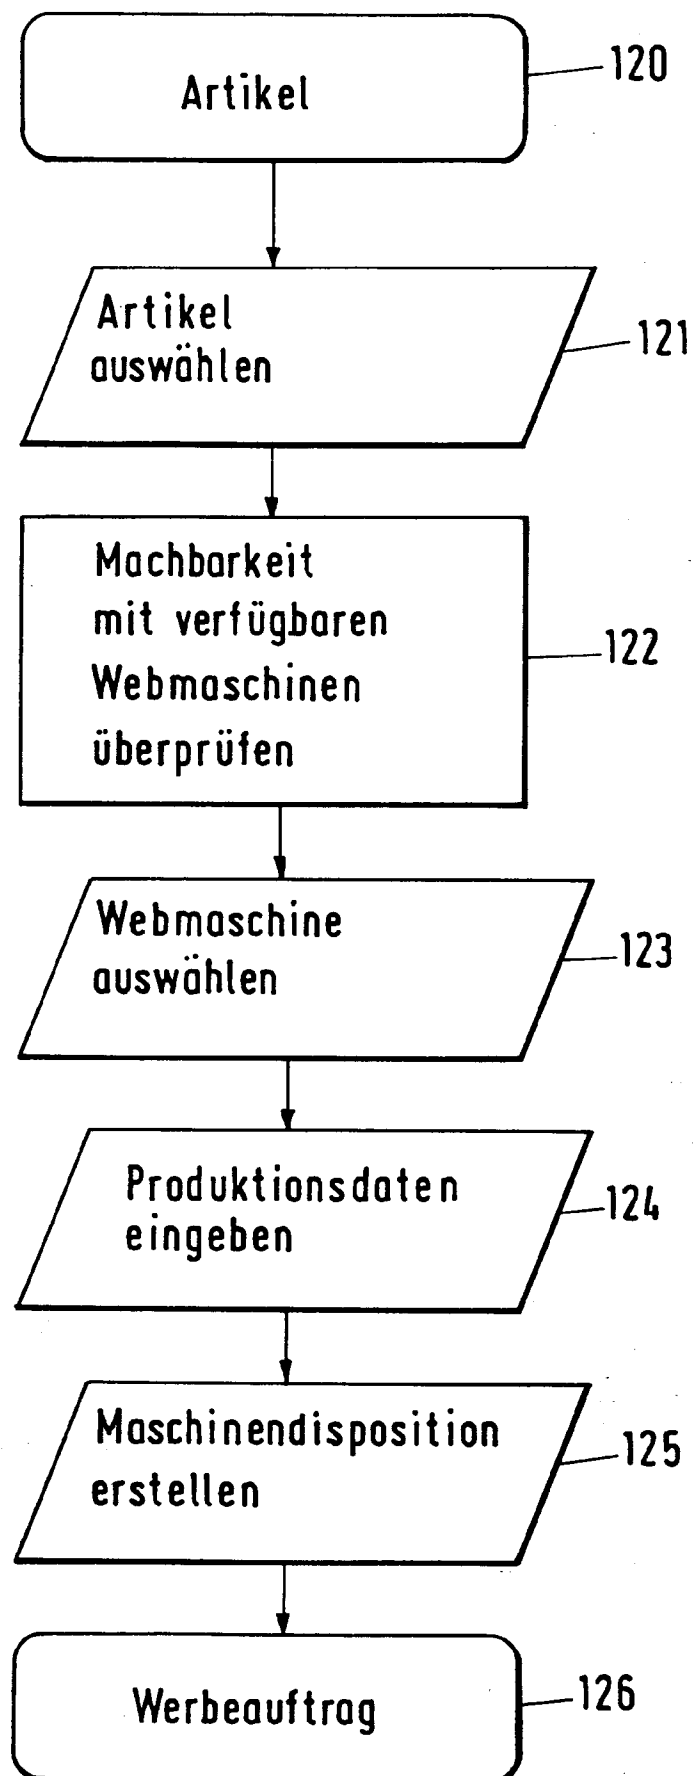 Artikel
120
Artikel
auswählen
121
Machbarkeit
mit verfügbaren
Webmaschinen
überprüfen
122
Webmaschine
auswählen
123
Produktionsdaten
eingeben
124
Maschinendisposition
erstellen
125
Werbeauftrag
126